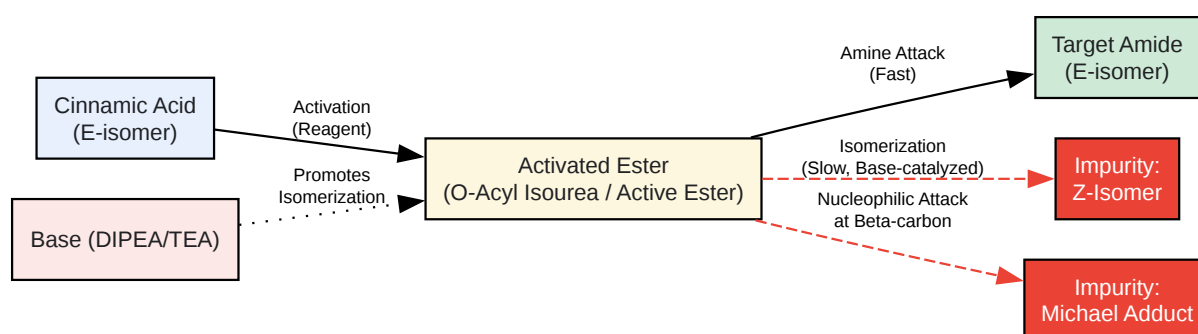 Cinnamic Acid
(E-isomer)
Base (DIPEA/TEA)
Activation
(Reagent)
Promotes
Isomerization
Activated Ester
(O-Acyl Isourea / Active Ester)
Amine Attack
(Fast)
Isomerization
(Slow, Base-catalyzed)
Nucleophilic Attack
at Beta-carbon
Target Amide
(E-isomer)
Impurity:
Z-Isomer
Impurity:
Michael Adduct